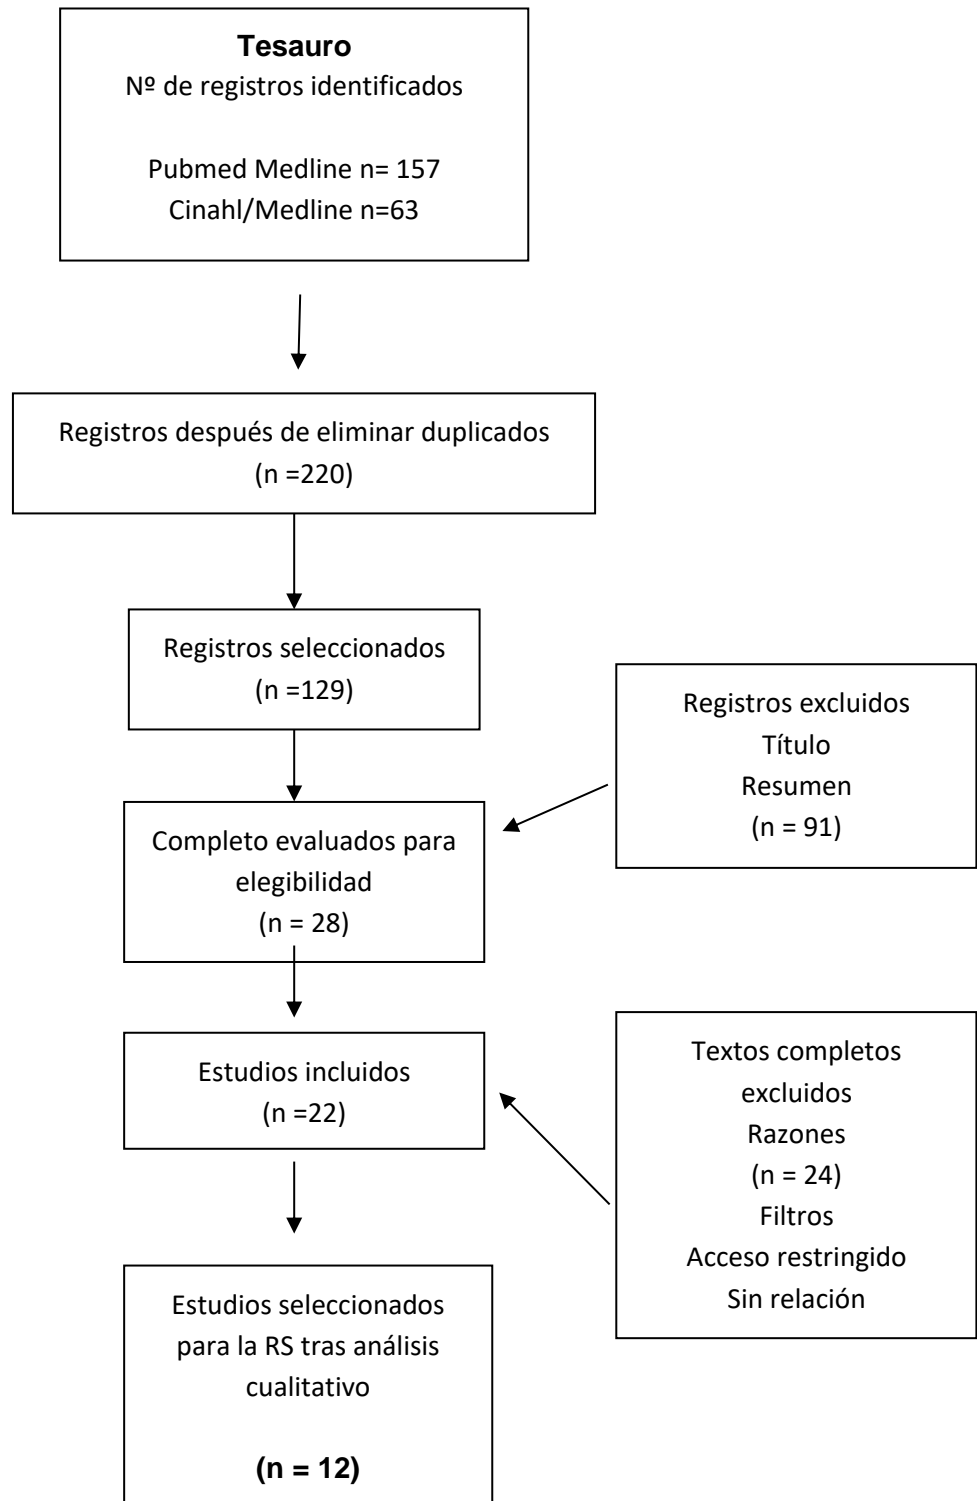 Tesauro
Nº de registros identificados
Pubmed Medline n= 157
Cinahl/Medline n=63
Registros después de eliminar duplicados
(n =220)
Registros seleccionados
(n =129)
Registros excluidos
Título
Resumen
(n = 91)
Completo evaluados para
elegibilidad
(n = 28)
Estudios incluidos
(n =22)
Textos completos
excluidos
Razones
(n = 24)
Filtros
Acceso restringido
Sin relación
Estudios seleccionados
para la RS tras análisis
cualitativo
(n = 12)